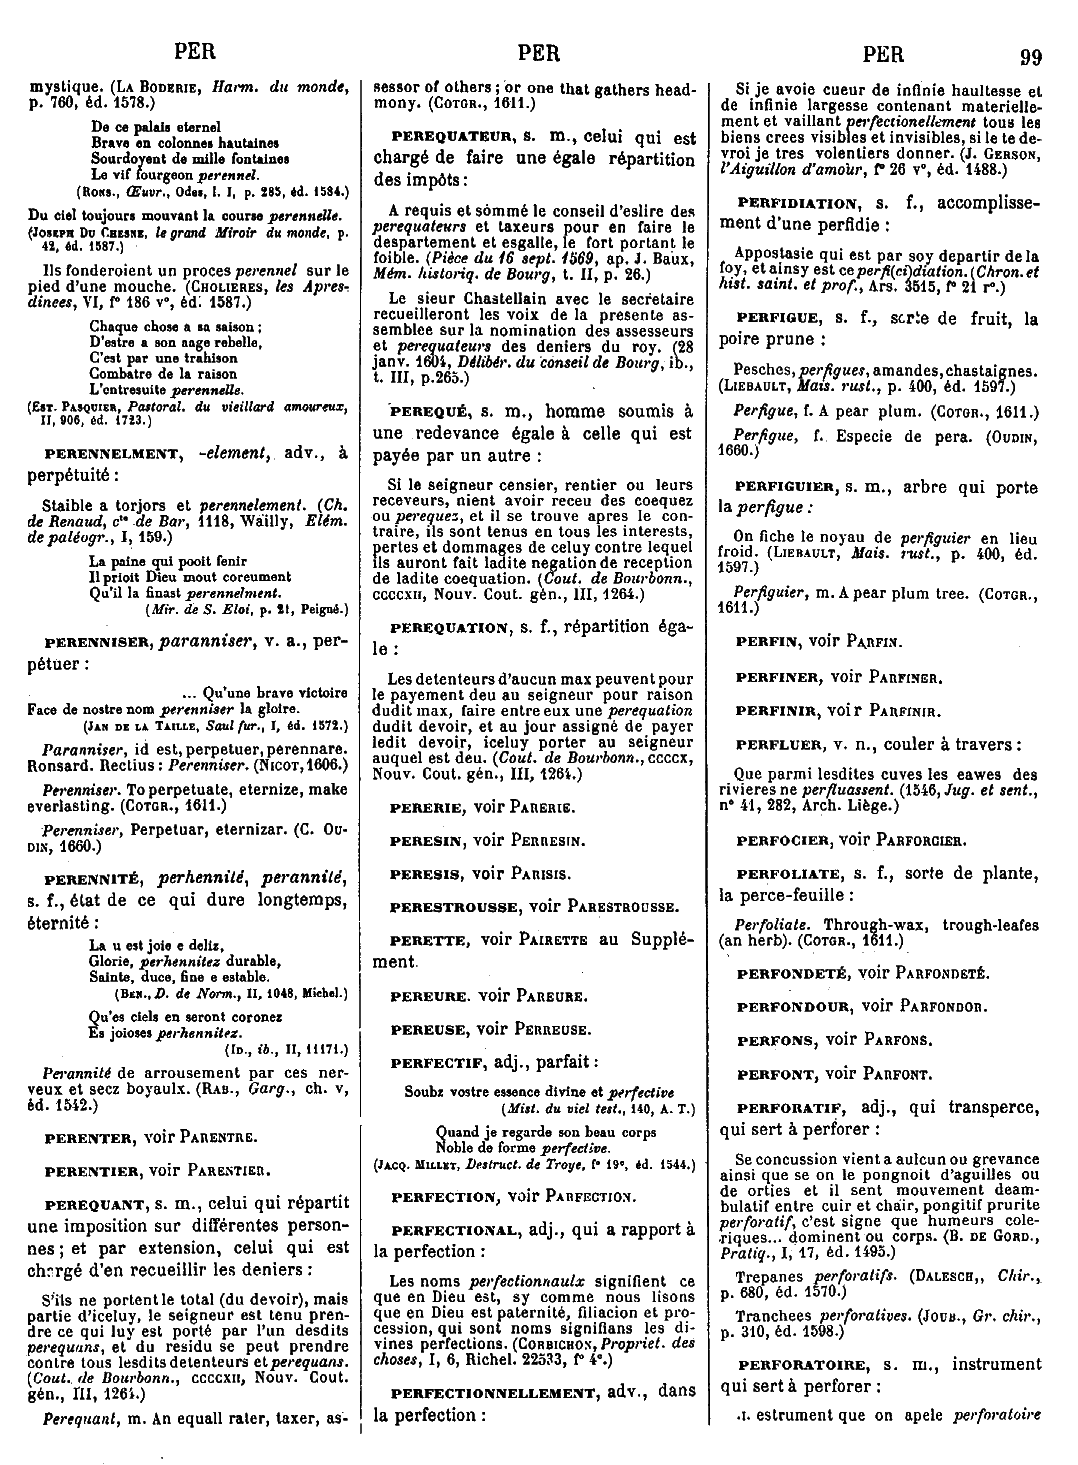 PER
PER
PER
99
mystique. (LA BODERIE, Harm. du monde,
p. 760, éd. 1578.)
De ce palais eternel
Brave en colonnes hautaines
Sourdoyent de mille fontaines
Le vif fourgeon perennel.
(RONS., Œuvr., Odes, l. I, p. 285, éd. 1584.)
Du ciel toujours mouvant la course perennelle.
(JOSEPH DU CHESNE, le grand Miroir du monde, p.
42, éd. 1587.)
Ils fonderoient un proces perennel sur le
pied d'une mouche. (CHOLIERES, les Apres-
dinees, VI, f° 186 v°, éd. 1587.)
Chaque chose a sa saison ;
D'estre a son aage rebelle,
C'est par une trahison
Combatre de la raison
L'entresuite perennelle.
(EST. PASQUIER, Pastoral. du vieillard amoureux,
II, 906, éd. 1723.)
PERENNELMENT, -element, adv., à
perpétuité :
Staible a torjors et perennelement. (Ch.
de Renaud, cte de Bar, 1118, Wailly, Elém.
de paléogr., I, 159.)
La paine qui pooit fenir
Il prioit Dieu mout coreument
Qu'il la finast perennelment.
(Mir. de S. Eloi, p. 21, Peigné.)
PERENNISER, paranniser, v. a., per-
pétuer :
... Qu'une brave victoire
Face de nostre nom perenniser la gloire.
(JAN DE LA TAILLE, Saul fur., I, éd. 1572.)
Paranniser, id est, perpetuer, perennare.
Ronsard. Rectius : Perenniser. (NICOT, 1606.)
Perenniser. To perpetuate, eternize, make
everlasting. (COTGR., 1611.)
Perenniser, Perpetuar, eternizar. (C. OU-
DIN, 1660.)
PERENNITÉ, perhennité, perannité,
s. f., état de ce qui dure longtemps,
éternité :
La u est joie e deliz,
Glorie, perhennitez durable,
Sainte, duce, fine e estable.
(BEN., D. de Norm., II, 1048, Michel.)
Qu'es ciels en seront coronez
Es joioses perhennitez.
(ID., ib., II, 11171.)
Perannité de arrousement par ces ner-
veux et secz boyaulx. (RAB., Garg., ch. v,
éd. 1542.)
PERENTER, voir PARENTRE.
PERENTIER, voir PARENTIER.
PEREQUANT, s. m., celui qui répartit
une imposition sur différentes person-
nes ; et par extension, celui qui est
chargé d'en recueillir les deniers :
S'ils ne portent le total (du devoir), mais
partie d'iceluy, le seigneur est tenu pren-
dre ce qui luy est porté par l'un desdits
perequans, et du residu se peut prendre
contre tous lesdits detenteurs et perequans.
(Cout. de Bourbonn., CCCCXII, Nouv. Cout.
gén., III, 1264.)
Perequant, m. An equall rater, taxer, as-
sessor of others ; or one that gathers head-
mony. (COTGR., 1611.)
PEREQUATEUR, s. m., celui qui est
chargé de faire une égale répartition
des impôts :
A requis et sommé le conseil d'eslire des
perequateurs et taxeurs pour en faire le
despartement et esgalle, le fort portant le
foible. (Pièce du 16 sept. 1569, ap. J. Baux,
Mém. historiq. de Bourg, t. II, p. 26.)
Le sieur Chastellain avec le secretaire
recueilleront les voix de la presente as-
semblee sur la nomination des assesseurs
et perequateurs des deniers du roy. (28
janv. 1604, Délibér. du conseil de Bourg, ib.,
t. III, p.265.)
PEREQUÉ, s. m., homme soumis à
une redevance égale à celle qui est
payée par un autre :
Si le seigneur censier, rentier ou leurs
receveurs, nient avoir receu des coequez
ou perequez, et il se trouve apres le con-
traire, ils sont tenus en tous les interests,
pertes et dommages de celuy contre lequel
ils auront fait ladite negation de reception
de ladite coequation. (Cout. de Bourbonn.,
CCCCXII, Nouv. Cout. gén., III, 1264.)
PEREQUATION, s. f., répartition éga-
le :
Les detenteurs d'aucun max peuvent pour
le payement deu au seigneur pour raison
dudit max, faire entre eux une perequation
dudit devoir, et au jour assigné de payer
ledit devoir, iceluy porter au seigneur
auquel est deu. (Cout. de Bourbonn., CCCCX,
Nouv. Cout. gén., III, 1264.)
PERERIE, voir PARERIE.
PERESIN, voir PERRESIN.
PERESIS, voir PARISIS.
PERESTROUSSE, voir PARESTROUSSE.
PERETTE, voir PAIRETTE au Supplé-
ment.
PEREURE. voir PAREURE.
PEREUSE, voir PERREUSE.
PERFECTIF, adj., parfait :
Soubz vostre essence divine et perfective
(Mist. du viel test., 140, A. T.)
Quand je regarde son beau corps
Noble de forme perfective.
(JACQ. MILLET, Destruct. de Troye, f° 19c, éd. 1544.)
PERFECTION, voir PARFECTION.
PERFECTIONAL, adj., qui a rapport à
la perfection :
Les noms perfectionnaulx signifient ce
que en Dieu est, sy comme nous lisons
que en Dieu est paternité, filiacion et pro-
cession, qui sont noms signifians les di-
vines perfections. (CORBICHON, Propriet. des
choses, I, 6, Richel. 22533, f° 4c.)
PERFECTIONNELLEMENT, adv., dans
la perfection :
Si je avoie cueur de infinie haultesse et
de infinie largesse contenant materielle-
ment et vaillant perfectionellement tous les
biens crees visibles et invisibles, si le te de-
vroi je tres volentiers donner. (J. GERSON,
l'Aiguillon d'amour, f° 26 v°, éd. 1488.)
PERFIDIATION, s. f., accomplisse-
ment d'une perfidie :
Appostasie qui est par soy departir de la
foy, et ainsy est ce perfi(ci)diation. (Chron. et
hist. saint. et prof., Ars. 3515, f° 21 r°.)
PERFIGUE, s. f., sorte de fruit, la
poire prune :
Pesches, perfigues, amandes, chastaignes.
(LIEBAULT, Mais. rust., p. 400, éd. 1597.)
Perfigue, f. A pear plum. (COTGR., 1611.)
Perfigue, f. Especie de pera. (OUDIN,
1660.)
PERFIGUIER, s. m., arbre qui porte
la perfigue :
On fiche le noyau de perfiguier en lieu
froid. (LIEBAULT, Mais. rust., p. 400, éd.
1597.)
Perfiguier, m. A pear plum tree. (COTGR.,
1611.)
PERFIN, voir PARFIN.
PERFINER, voir PARFINER.
PERFINIR, voir PARFINIR.
PERFLUER, v. n., couler à travers :
Que parmi lesdites cuves les eawes des
rivieres ne perfluassent. (1546, Jug. et sent.,
n° 41, 282, Arch. Liège.)
PERFOCIER, voir PARFORCIER.
PERFOLIATE, s. f., sorte de plante,
la perce-feuille :
Perfoliate. Through-wax, trough-leafes
(an herb). (COTGR., 1611.)
PERFONDETÉ, voir PARFONDETÉ.
PERFONDOUR, voir PARFONDOR.
PERFONS, voir PARFONS.
PERFONT, voir PARFONT.
PERFORATIF, adj., qui transperce,
qui sert à perforer :
Se concussion vient a aulcun ou grevance
ainsi que se on le pongnoit d'aguilles ou
de orties et il sent mouvement deam-
bulatif entre cuir et chair, pongitif prurite
perforatif, c'est signe que humeurs cole-
riques... dominent ou corps. (B. DE GORD.,
Pratiq., I, 17, éd. 1495.)
Trepanes perforatifs. (DALESCH., Chir.,
p. 680, éd. 1570.)
Tranchees perforatives. (JOUB., Gr. chir.,
p. 310, éd. 1598.)
PERFORATOIRE, s. m., instrument
qui sert à perforer :
.I. estrument que on apele perforatoire